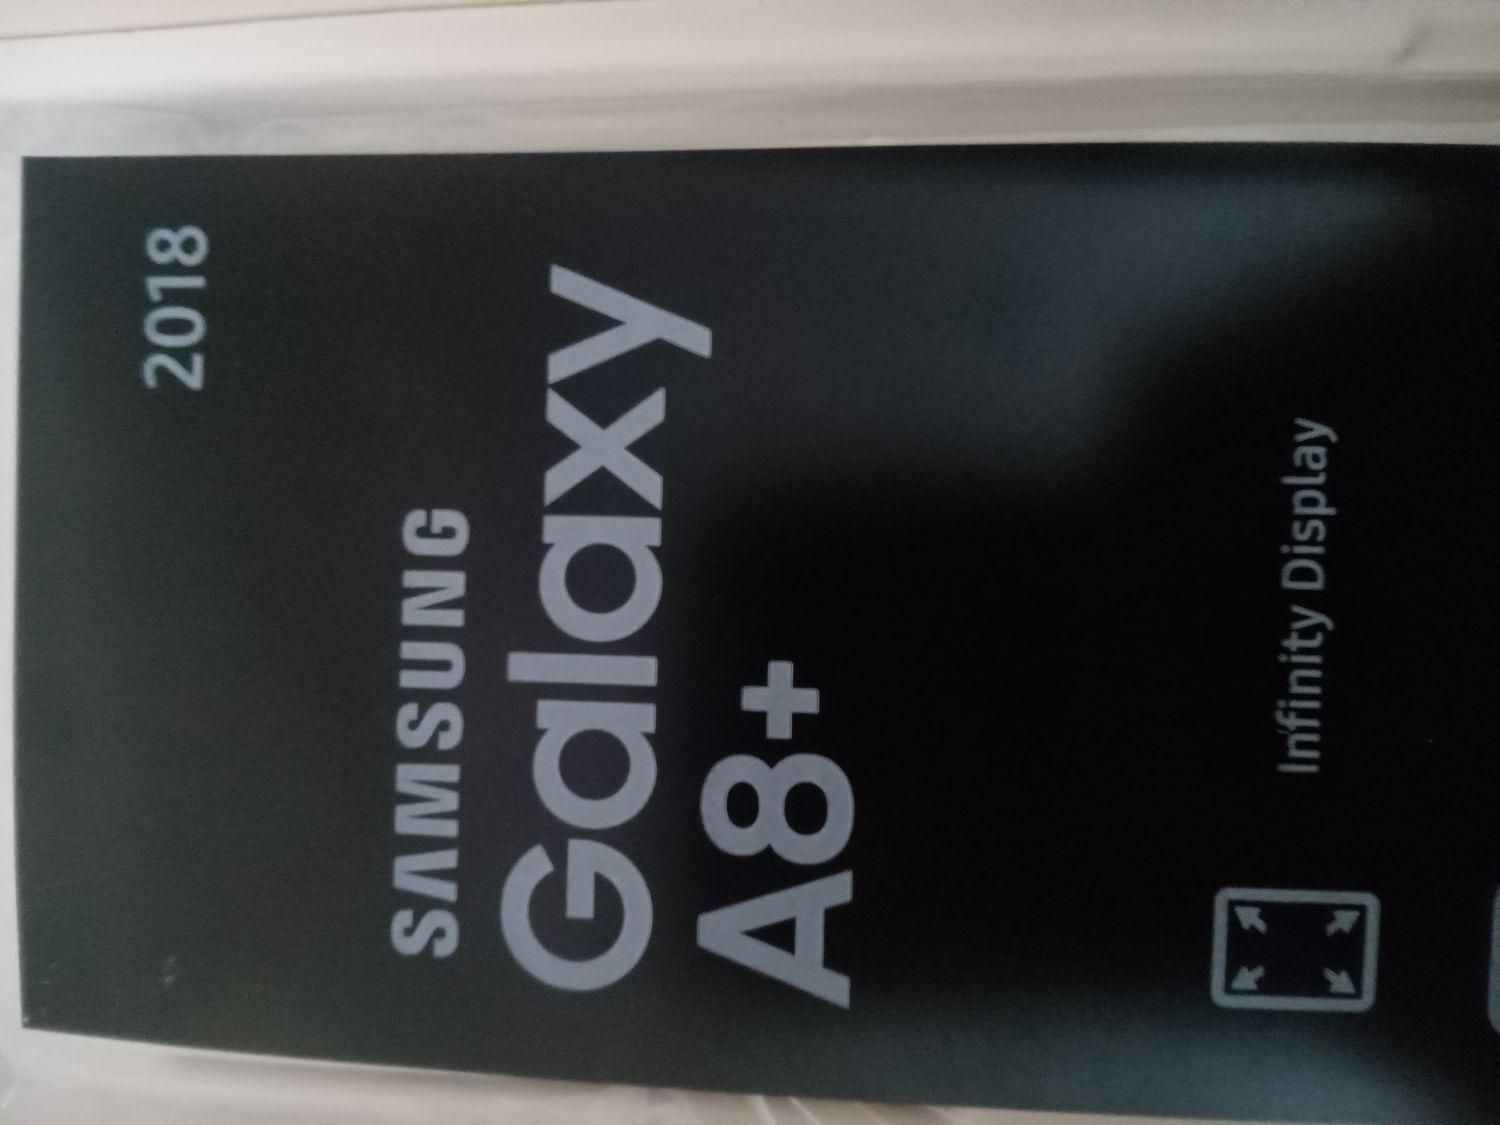 2018
SAMSUNG
Galaxy
A8+
Infinity Display